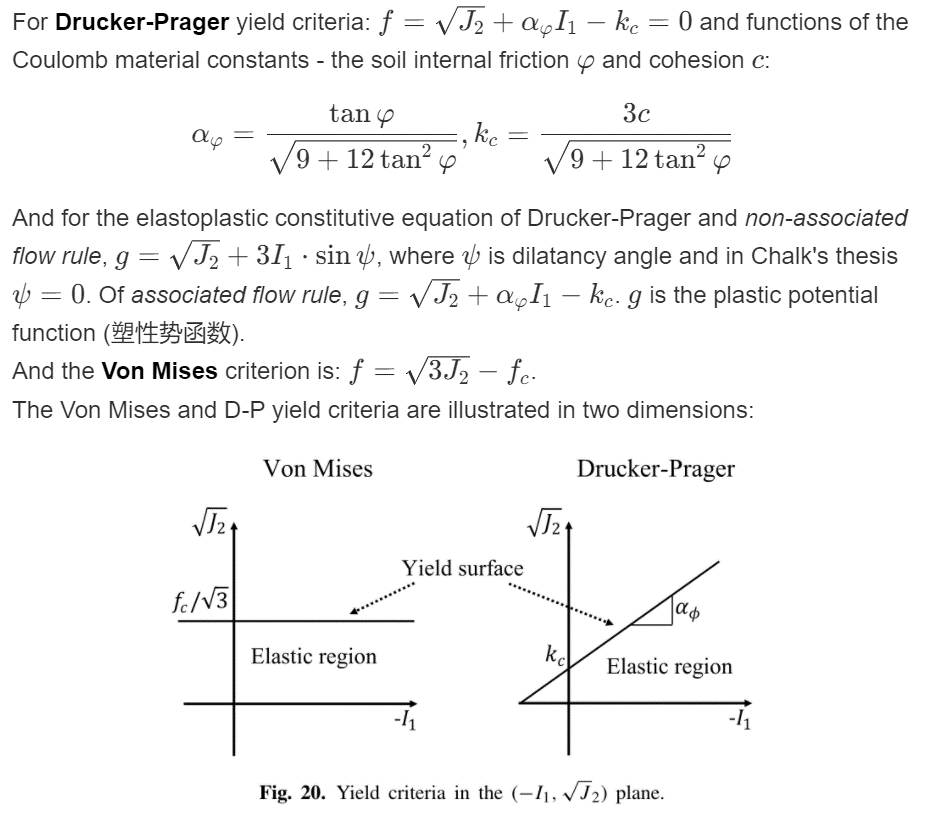 For Drucker-Prager yield criteria: f = √J₂ + α_φ I₁ − k_c = 0 and functions of the
Coulomb material constants - the soil internal friction φ and cohesion c:
α_φ = tan φ / √(9 + 12 tan² φ), k_c = 3c / √(9 + 12 tan² φ)
And for the elastoplastic constitutive equation of Drucker-Prager and non-associated
flow rule, g = √J₂ + 3I₁ · sin ψ, where ψ is dilatancy angle and in Chalk's thesis
ψ = 0. Of associated flow rule, g = √J₂ + α_φ I₁ − k_c. g is the plastic potential
function (塑性势函数).
And the Von Mises criterion is: f = √(3J₂) − f_c.
The Von Mises and D-P yield criteria are illustrated in two dimensions:
Von Mises
Drucker-Prager
√J₂
√J₂
Yield surface
f_c/√3
α_ϕ
Elastic region
k_c
Elastic region
-I₁
-I₁
Fig. 20. Yield criteria in the (−I₁, √J₂) plane.